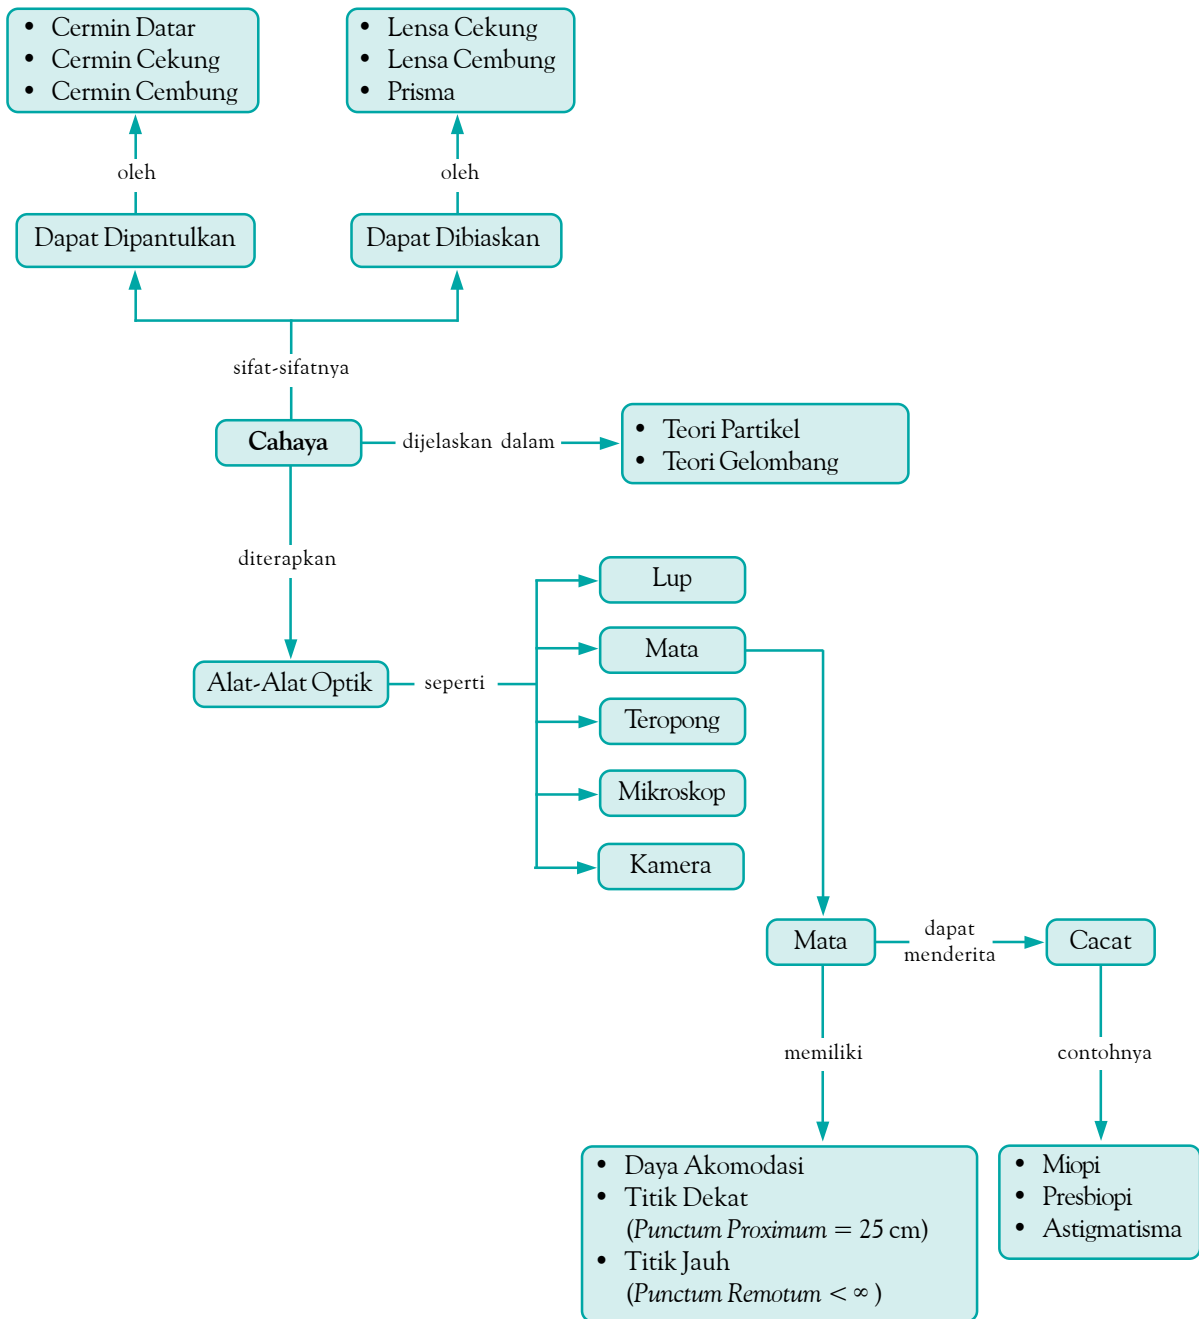 • Cermin Datar
• Cermin Cekung
• Cermin Cembung
• Lensa Cekung
• Lensa Cembung
• Prisma
oleh
oleh
Dapat Dipantulkan
Dapat Dibiaskan
sifat-sifatnya
Cahaya
dijelaskan dalam
• Teori Partikel
• Teori Gelombang
diterapkan
Alat-Alat Optik
seperti
Lup
Mata
Teropong
Mikroskop
Kamera
Mata
dapat
menderita
Cacat
memiliki
contohnya
• Daya Akomodasi
• Titik Dekat
(Punctum Proximum = 25 cm)
• Titik Jauh
(Punctum Remotum < ∞ )
• Miopi
• Presbiopi
• Astigmatisma